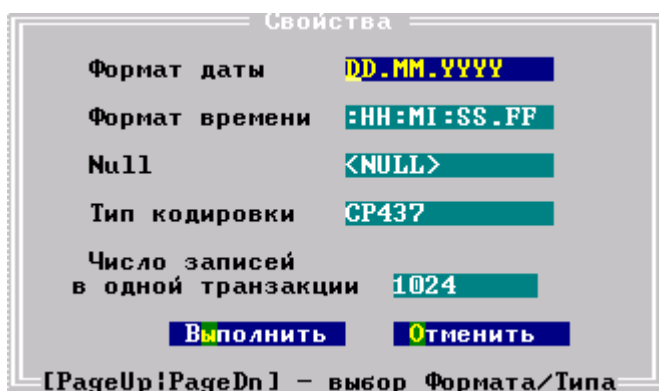 Свойства
Формат даты DD.MM.YYYY
Формат времени :HH:MI:SS.FF
Null <NULL>
Тип кодировки CP437
Число записей
в одной транзакции 1024
Выполнить Отменить
[PageUp¦PageDn] — выбор Формата/Типа